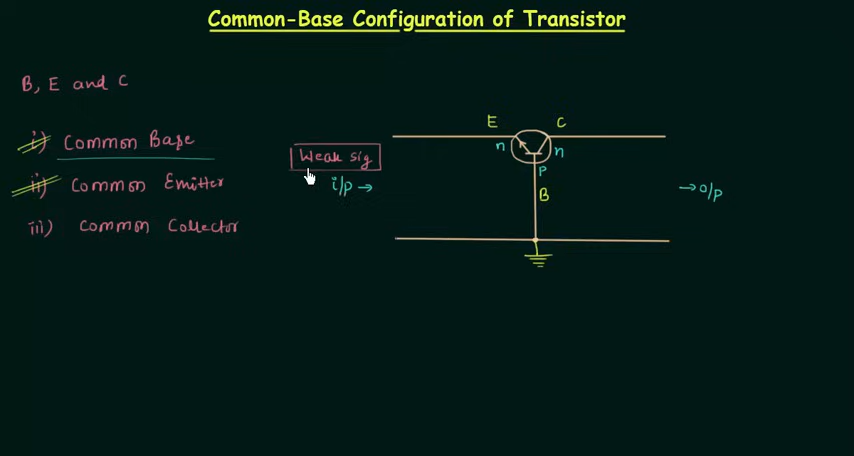 Common-Base Configuration of Transistor
B, E and C
i) Common Base
ii) Common Emitter
iii) Common Collector
Weak sig
i/p →
E
C
n
n
P
B
→ o/p